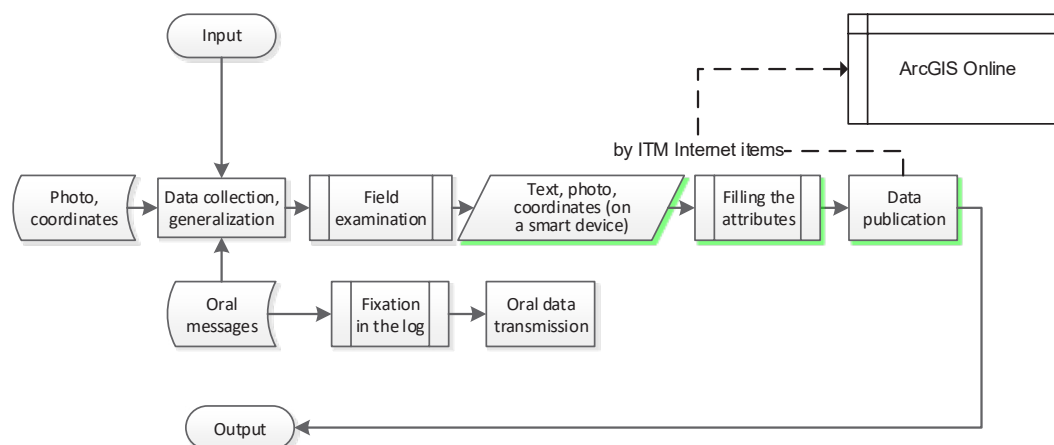 Input
ArcGIS Online
by ITM Internet items
Photo,
coordinates
Data collection,
generalization
Field
examination
Text, photo,
coordinates (on
a smart device)
Filling the
attributes
Data
publication
Oral
messages
Fixation
in the log
Oral data
transmission
Output